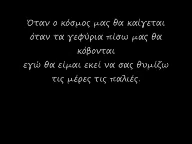 Όταν ο κόσμος μας θα καίγεται
όταν τα γεφύρια πίσω μας θα
κόβονται
εγώ θα είμαι εκεί να σας θυμίζω
τις μέρες τις παλιές.